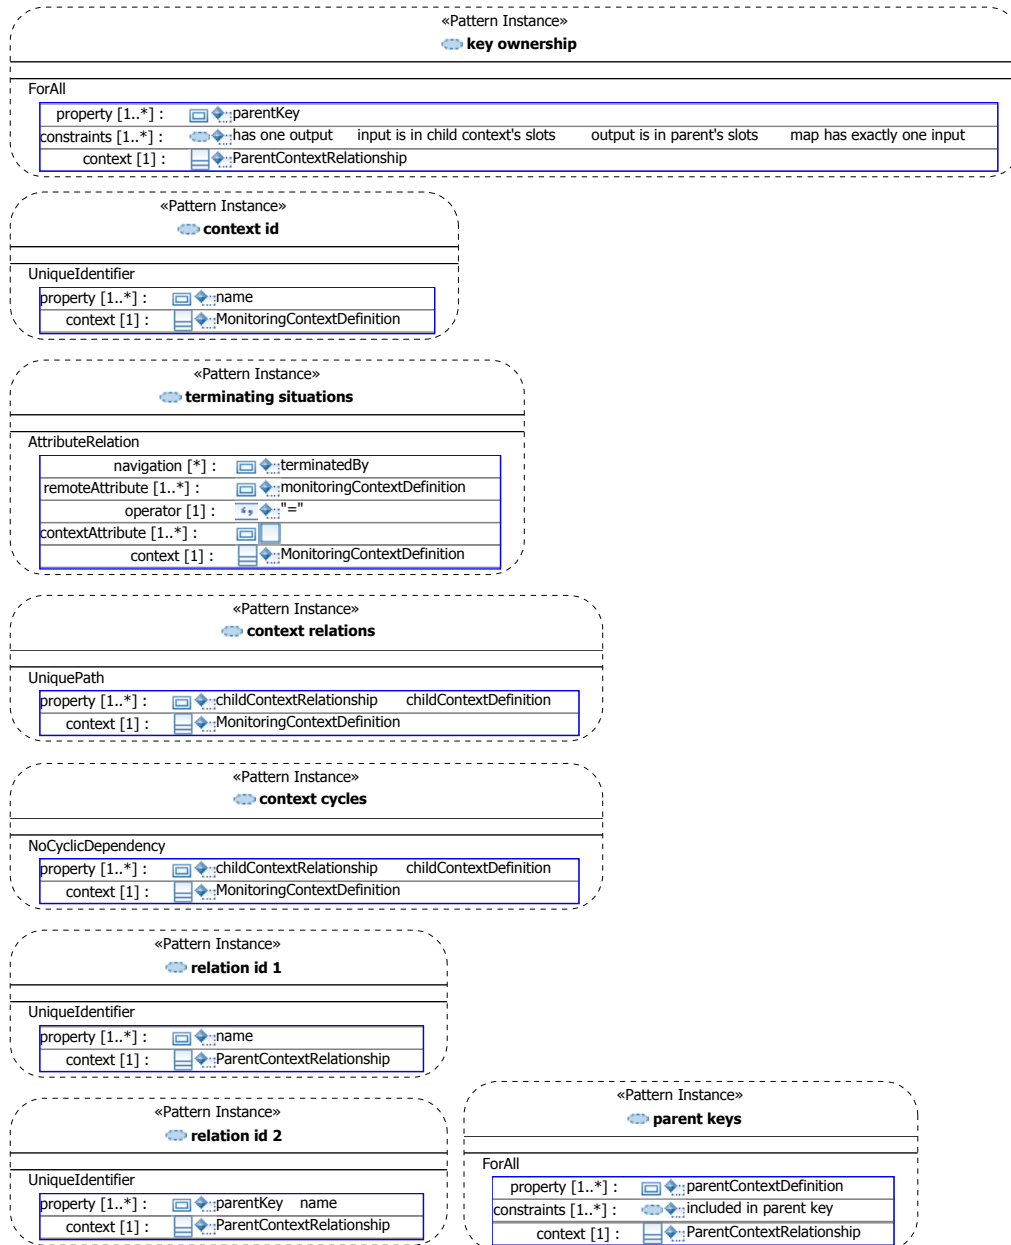 «Pattern Instance»
key ownership
ForAll
property [1..*] : parentKey
constraints [1..*] : has one output input is in child context's slots output is in parent's slots map has exactly one input
context [1] : ParentContextRelationship
«Pattern Instance»
context id
UniqueIdentifier
property [1..*] : name
context [1] : MonitoringContextDefinition
«Pattern Instance»
terminating situations
AttributeRelation
navigation [*] : terminatedBy
remoteAttribute [1..*] : monitoringContextDefinition
operator [1] : "="
contextAttribute [1..*] :
context [1] : MonitoringContextDefinition
«Pattern Instance»
context relations
UniquePath
property [1..*] : childContextRelationship childContextDefinition
context [1] : MonitoringContextDefinition
«Pattern Instance»
context cycles
NoCyclicDependency
property [1..*] : childContextRelationship childContextDefinition
context [1] : MonitoringContextDefinition
«Pattern Instance»
relation id 1
UniqueIdentifier
property [1..*] : name
context [1] : ParentContextRelationship
«Pattern Instance»
relation id 2
UniqueIdentifier
property [1..*] : parentKey name
context [1] : ParentContextRelationship
«Pattern Instance»
parent keys
ForAll
property [1..*] : parentContextDefinition
constraints [1..*] : included in parent key
context [1] : ParentContextRelationship